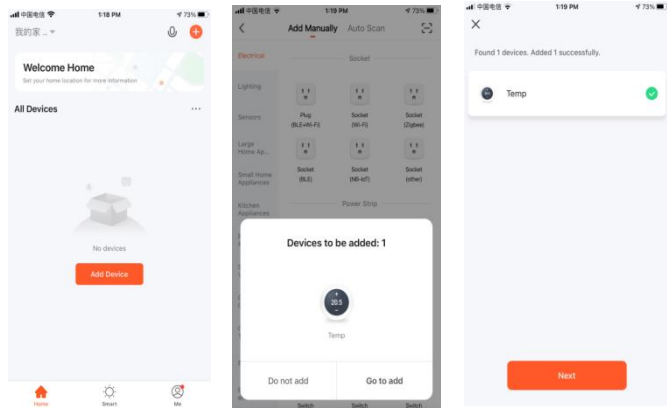 中国电信
1:18 PM
73%
我的家 ..
Welcome Home
Set your home location for more information
All Devices
No devices
Add Device
Home
Smart
Me
中国电信
1:19 PM
73%
Add Manually
Auto Scan
Electrical
Socket
Lighting
Sensors
Plug
(BLE+Wi-Fi)
Socket
(Wi-Fi)
Socket
(Zigbee)
Large
Home Ap...
Small Home
Appliances
Socket
(BLE)
Socket
(NB-IoT)
Socket
(other)
Kitchen
Appliances
Power Strip
Devices to be added: 1
20.5
Temp
Do not add
Go to add
Switch
Switch
Switch
中国电信
1:19 PM
73%
Found 1 devices. Added 1 successfully.
Temp
Next